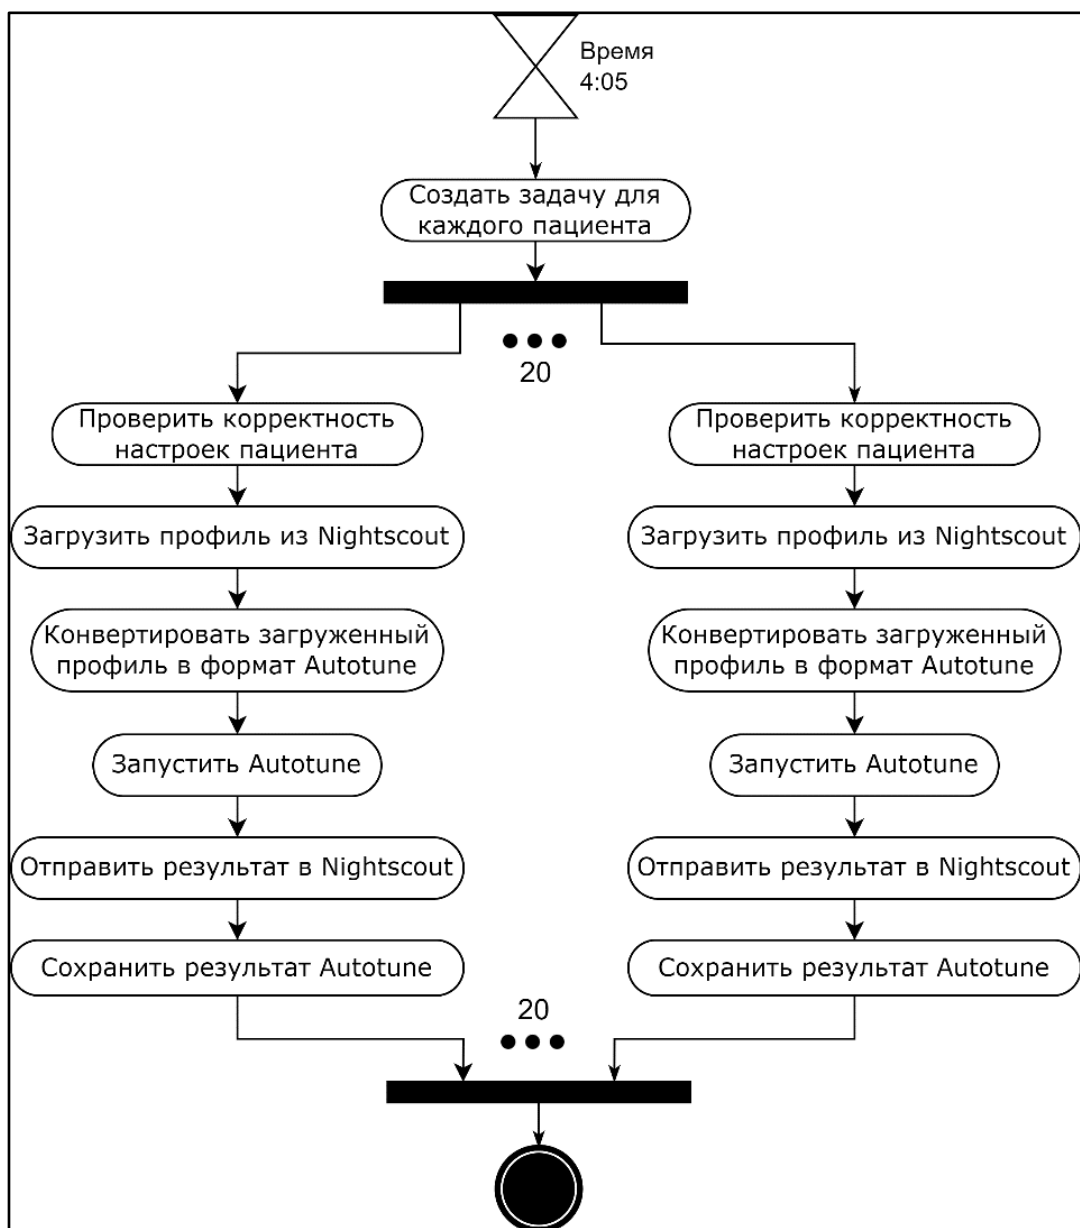 Время
4:05
Создать задачу для
каждого пациента
20
Проверить корректность
настроек пациента
Загрузить профиль из Nightscout
Конвертировать загруженный
профиль в формат Autotune
Запустить Autotune
Отправить результат в Nightscout
Сохранить результат Autotune
Проверить корректность
настроек пациента
Загрузить профиль из Nightscout
Конвертировать загруженный
профиль в формат Autotune
Запустить Autotune
Отправить результат в Nightscout
Сохранить результат Autotune
20